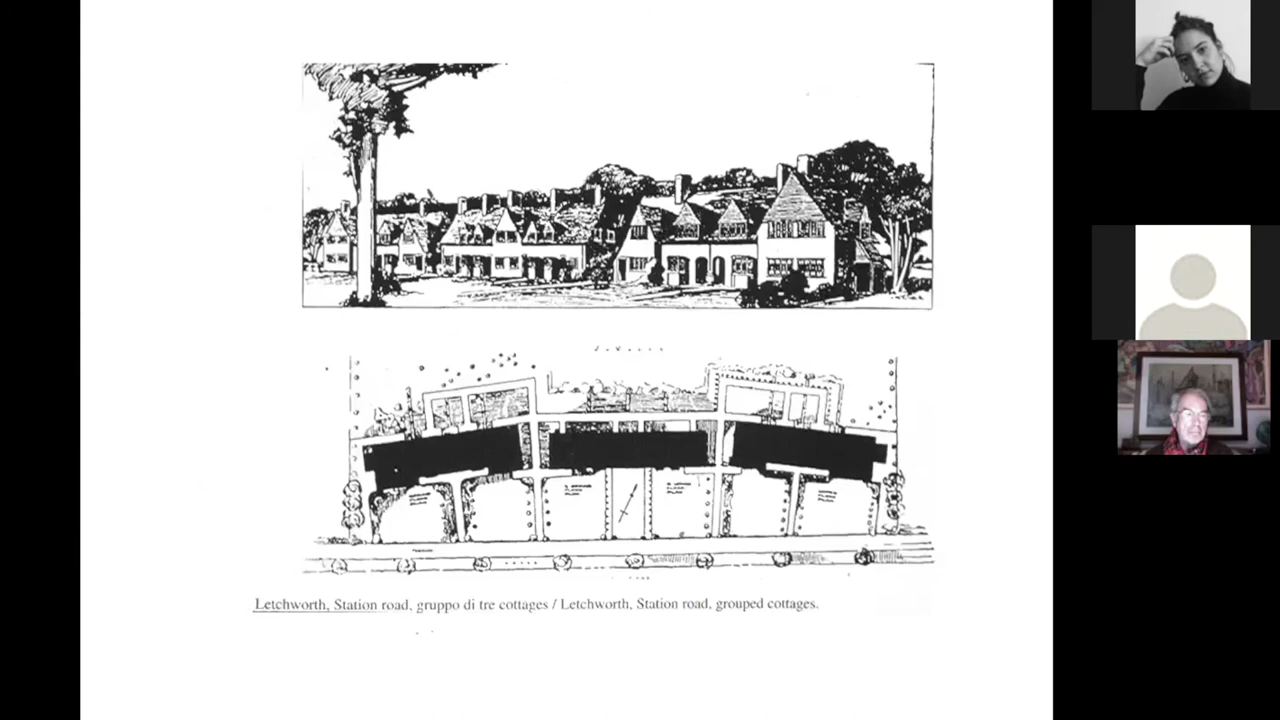 Letchworth, Station road, gruppo di tre cottages / Letchworth, Station road, grouped cottages.